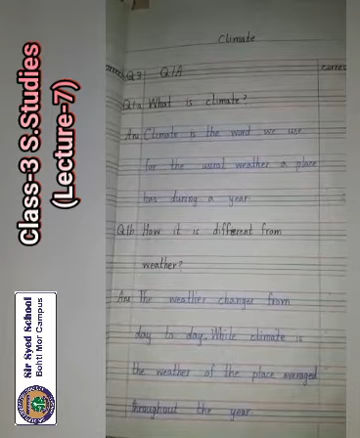 Class-3 S.Studies
(Lecture-7)
Sir Syed School
Bohti Mor Campus
Climate
Q3 Q1A
Q1a What is climate?
Ans Climate is the word we use
for the usual weather a place
has during a year
Q1b How it is different from
weather?
Ans The weather changes from
day to day. While climate is
the weather of the place averaged
throughout the year.